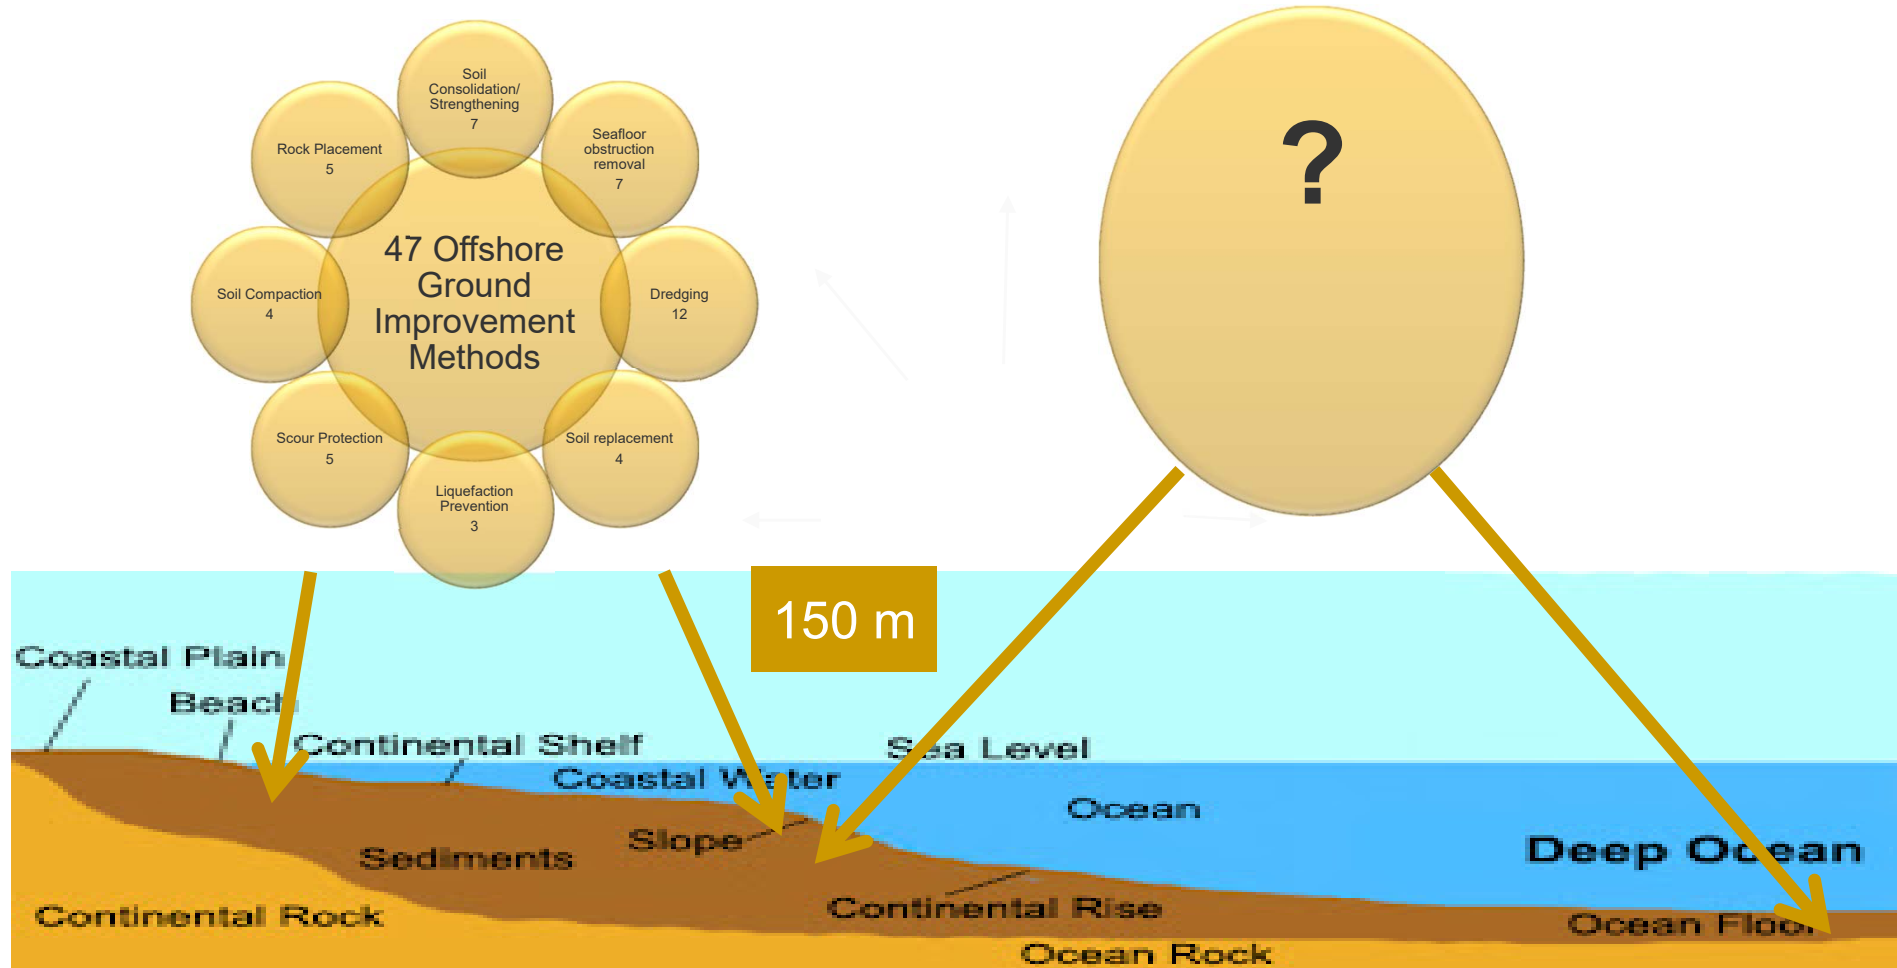 Soil
Consolidation/
Strengthening
7
Seafloor
obstruction
removal
7
Rock Placement
5
47 Offshore
Ground
Improvement
Methods
Soil Compaction
4
Dredging
12
Scour Protection
5
Soil replacement
4
Liquefaction
Prevention
3
?
150 m
Coastal Plain
Beach
Continental Shelf
Sea Level
Coastal Water
Ocean
Slope
Deep Ocean
Sediments
Continental Rise
Continental Rock
Ocean Floor
Ocean Rock